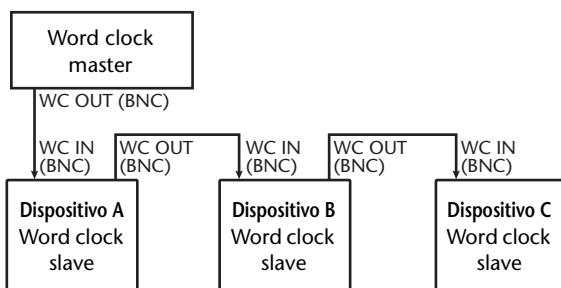 Word clock
master
WC OUT (BNC)
WC IN
(BNC)
WC OUT
(BNC)
WC IN
(BNC)
WC OUT
(BNC)
WC IN
(BNC)
Dispositivo A
Word clock
slave
Dispositivo B
Word clock
slave
Dispositivo C
Word clock
slave